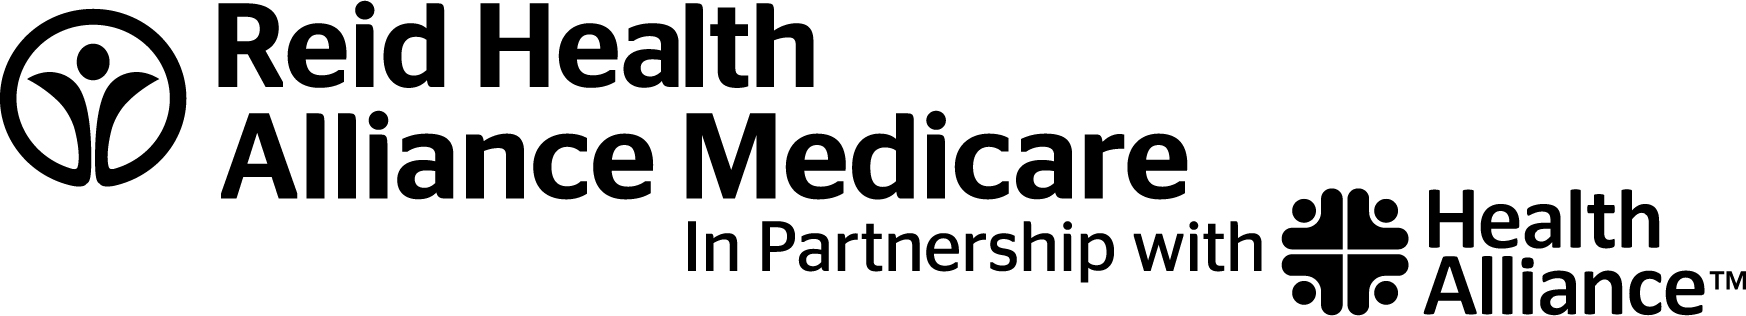 Reid Health
Alliance Medicare
In Partnership with
Health
Alliance™